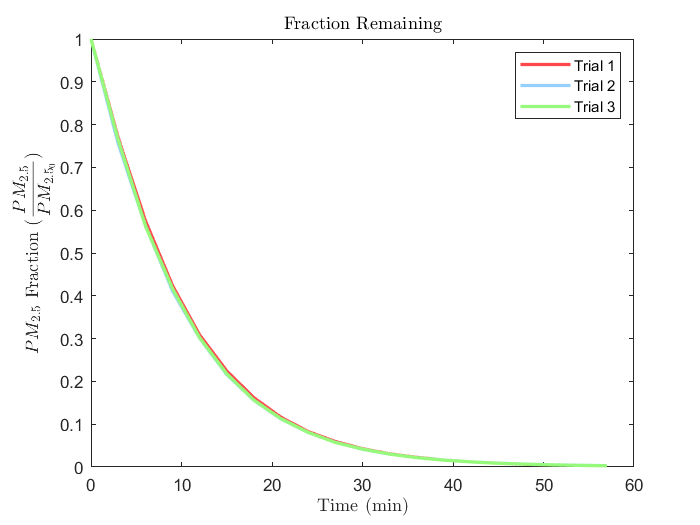 Fraction Remaining
Trial 1
Trial 2
Trial 3
PM2.5 Fraction (PM2.5/PM2.50)
1
0.9
0.8
0.7
0.6
0.5
0.4
0.3
0.2
0.1
0
0 10 20 30 40 50 60
Time (min)